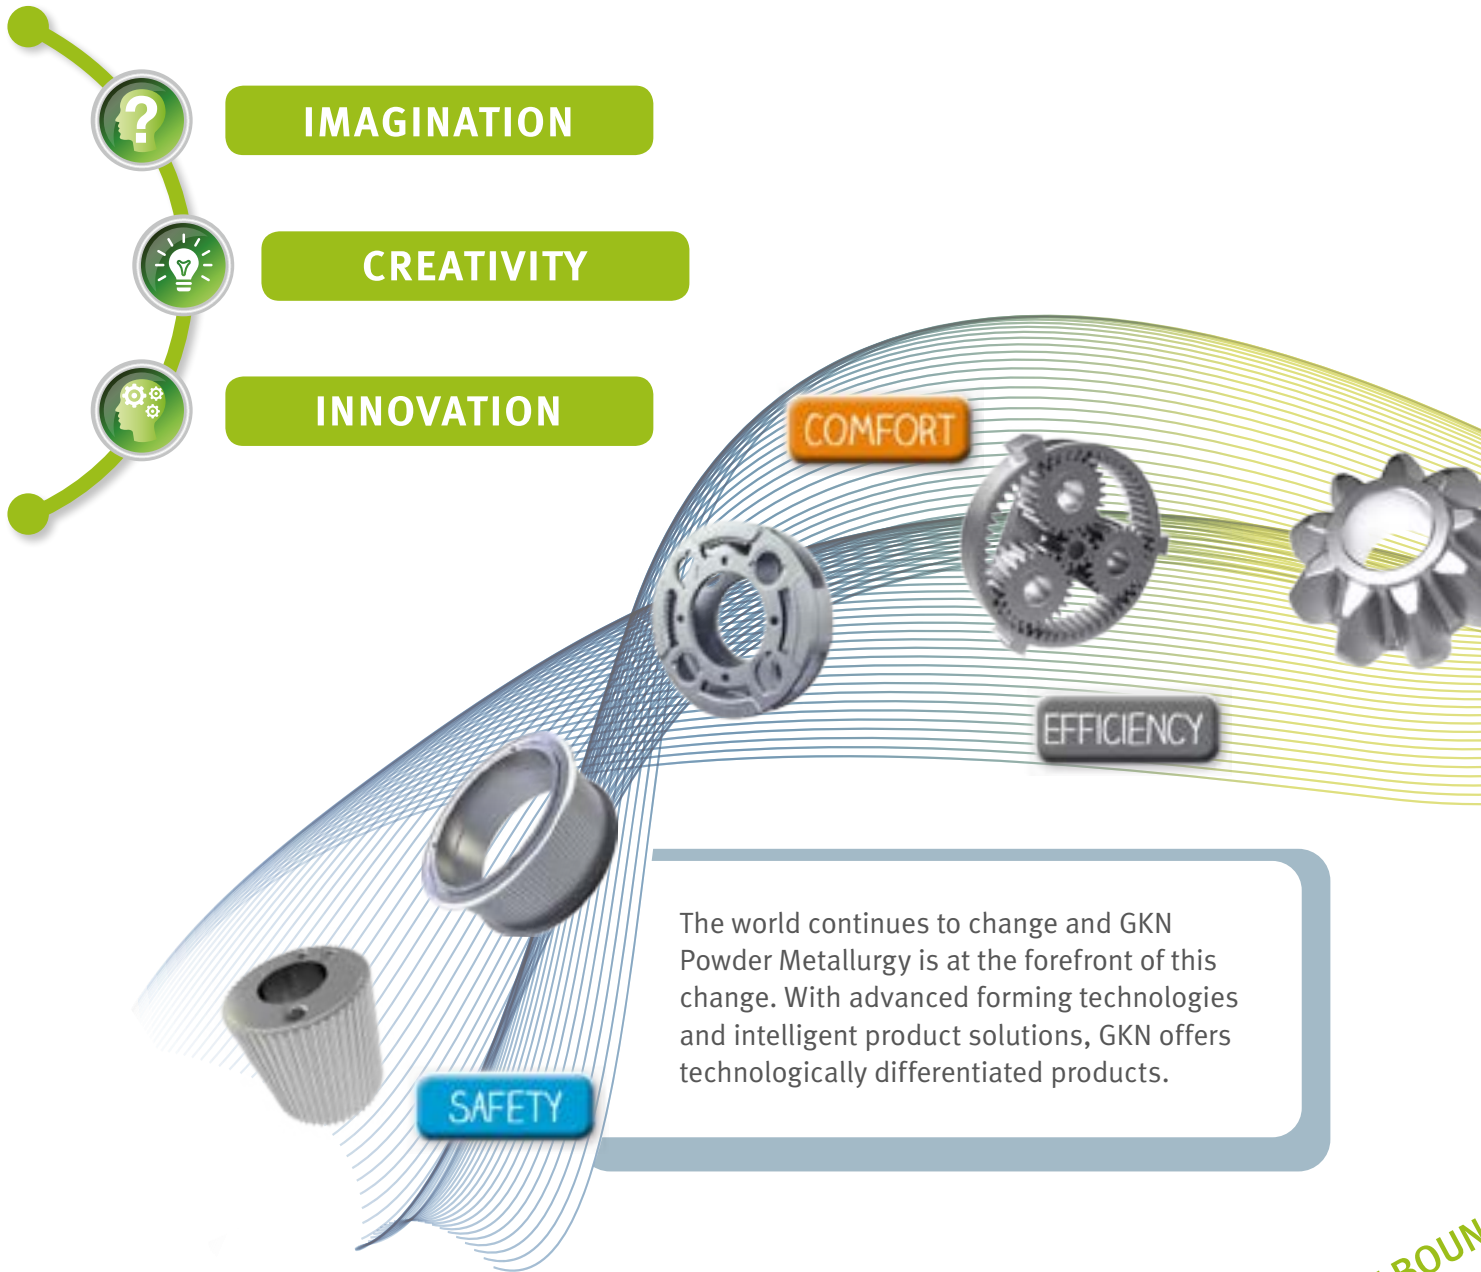 IMAGINATION
CREATIVITY
INNOVATION
COMFORT
EFFICIENCY
The world continues to change and GKN
Powder Metallurgy is at the forefront of this
change. With advanced forming technologies
and intelligent product solutions, GKN offers
technologically differentiated products.
SAFETY